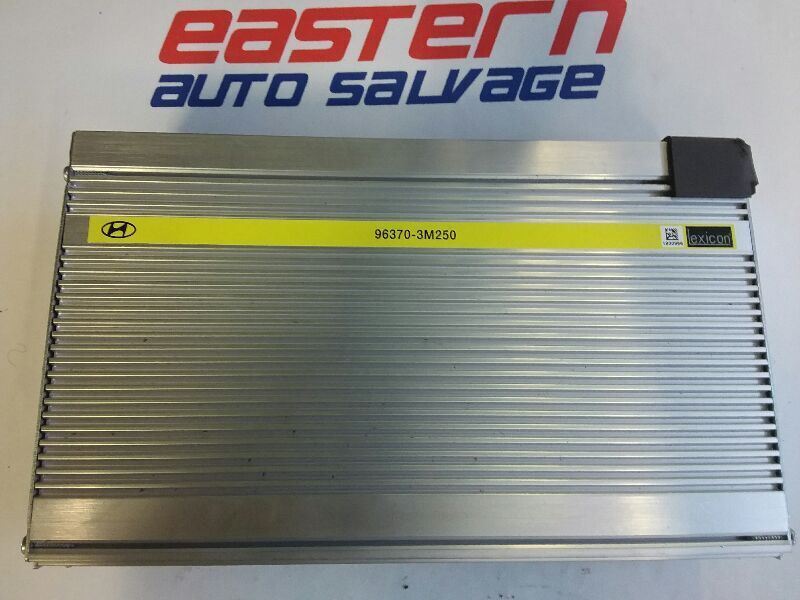 eastern
AUTO SALVAGE
96370-3M250
lexicon